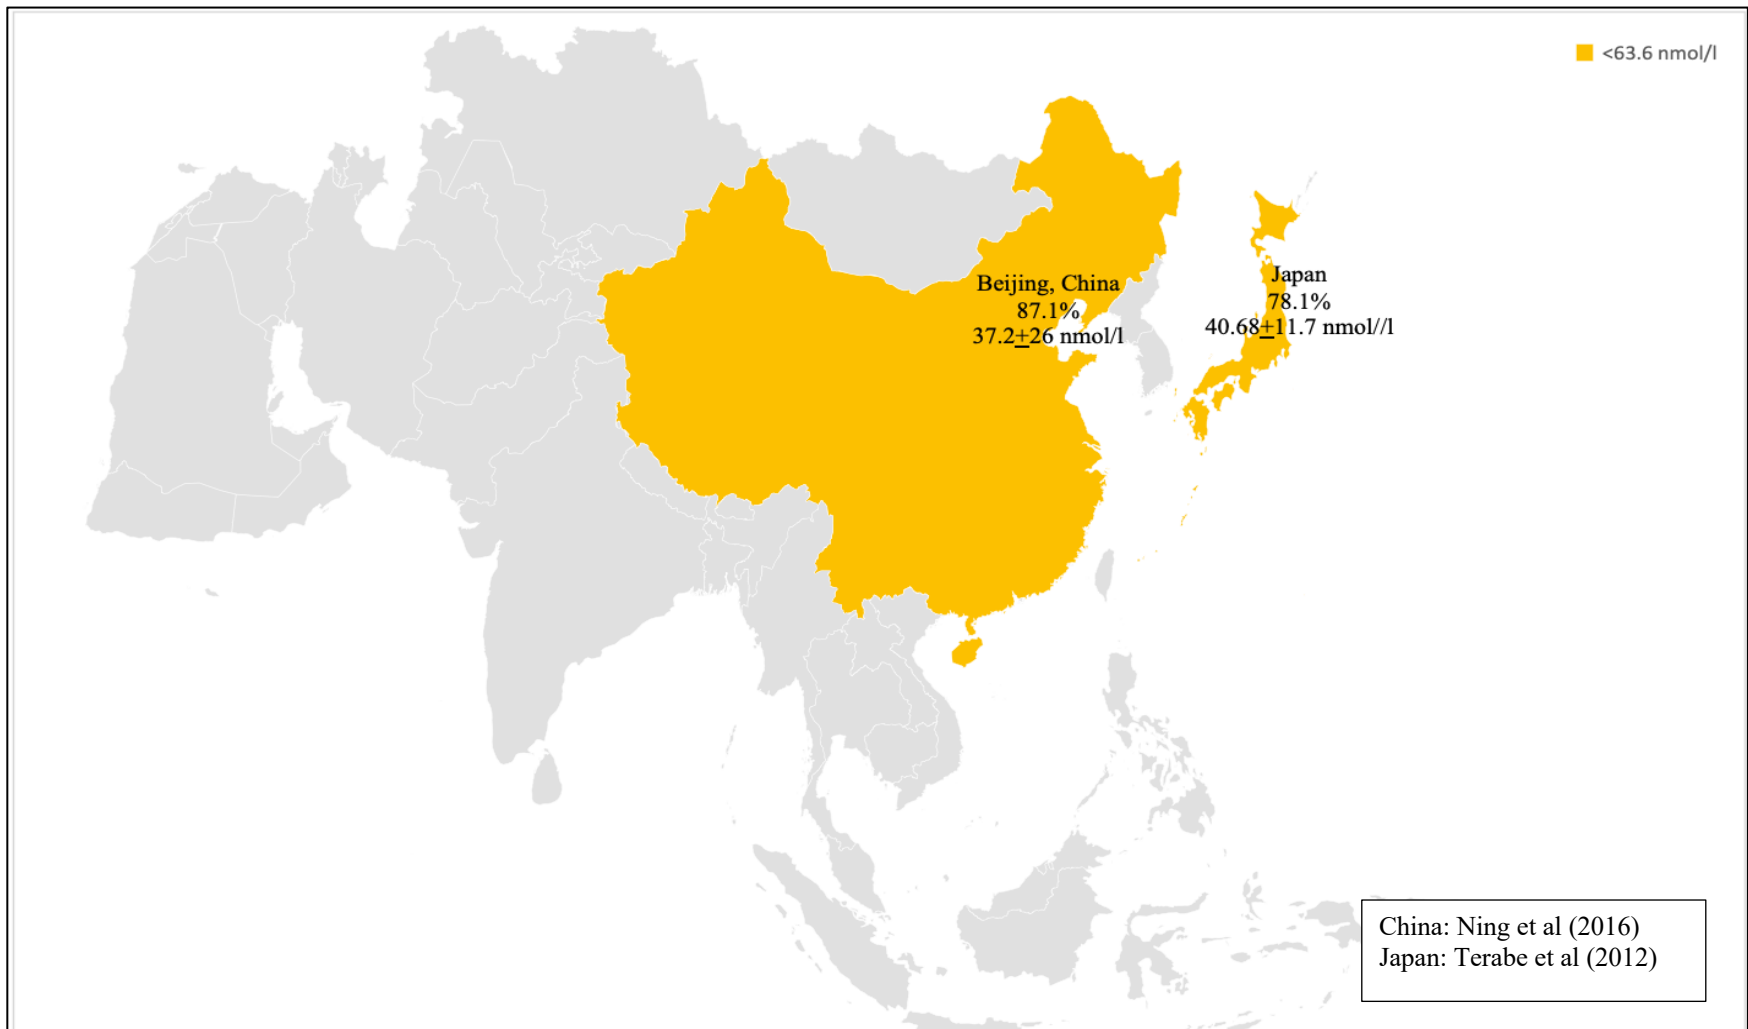 <63.6 nmol/l
Beijing, China
87.1%
37.2±26 nmol/l
Japan
78.1%
40.68±11.7 nmol//l
China: Ning et al (2016)
Japan: Terabe et al (2012)